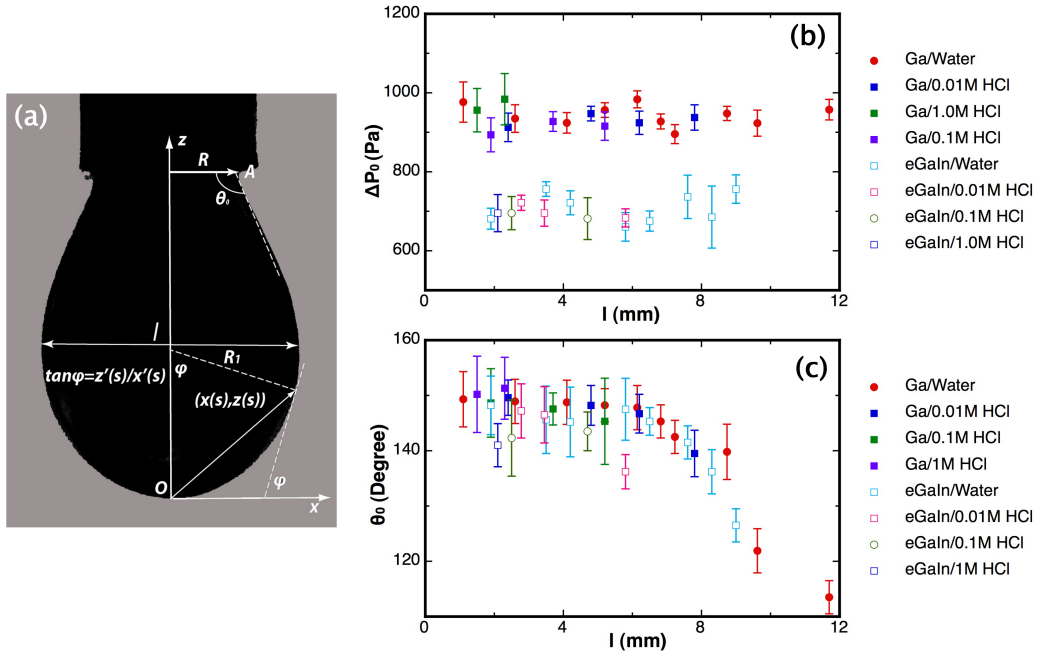 (a)
z
R
A
θ₀
l
R₁
tanφ=z'(s)/x'(s)
φ
(x(s),z(s))
O
φ
x
(b)
1200
1000
800
600
ΔP₀ (Pa)
0
4
8
12
l (mm)
Ga/Water
Ga/0.01M HCl
Ga/1.0M HCl
Ga/0.1M HCl
eGaIn/Water
eGaIn/0.01M HCl
eGaIn/0.1M HCl
eGaIn/1.0M HCl
(c)
160
140
120
θ₀ (Degree)
0
4
8
12
l (mm)
Ga/Water
Ga/0.01M HCl
Ga/0.1M HCl
Ga/1M HCl
eGaIn/Water
eGaIn/0.01M HCl
eGaIn/0.1M HCl
eGaIn/1M HCl